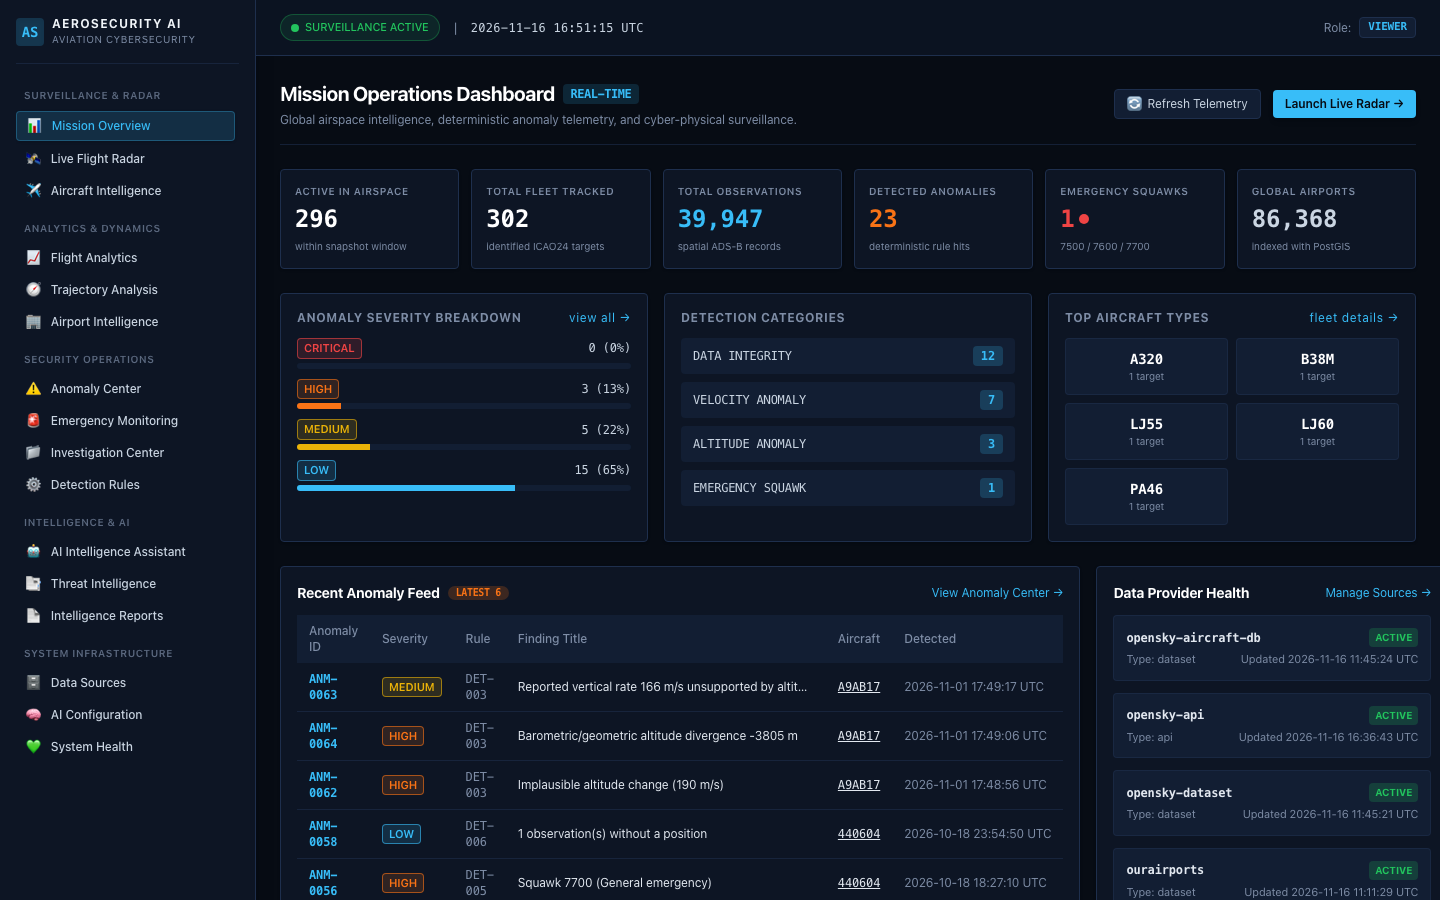 AS
AEROSECURITY AI
AVIATION CYBERSECURITY
SURVEILLANCE & RADAR
Mission Overview
Live Flight Radar
Aircraft Intelligence
ANALYTICS & DYNAMICS
Flight Analytics
Trajectory Analysis
Airport Intelligence
SECURITY OPERATIONS
Anomaly Center
Emergency Monitoring
Investigation Center
Detection Rules
INTELLIGENCE & AI
AI Intelligence Assistant
Threat Intelligence
Intelligence Reports
SYSTEM INFRASTRUCTURE
Data Sources
AI Configuration
System Health
SURVEILLANCE ACTIVE | 2026-11-16 16:51:15 UTC
Role: VIEWER
Mission Operations Dashboard REAL-TIME
Global airspace intelligence, deterministic anomaly telemetry, and cyber-physical surveillance.
Refresh Telemetry
Launch Live Radar →
ACTIVE IN AIRSPACE
296
within snapshot window
TOTAL FLEET TRACKED
302
identified ICAO24 targets
TOTAL OBSERVATIONS
39,947
spatial ADS-B records
DETECTED ANOMALIES
23
deterministic rule hits
EMERGENCY SQUAWKS
1
7500 / 7600 / 7700
GLOBAL AIRPORTS
86,368
indexed with PostGIS
ANOMALY SEVERITY BREAKDOWN view all →
CRITICAL 0 (0%)
HIGH 3 (13%)
MEDIUM 5 (22%)
LOW 15 (65%)
DETECTION CATEGORIES
DATA INTEGRITY 12
VELOCITY ANOMALY 7
ALTITUDE ANOMALY 3
EMERGENCY SQUAWK 1
TOP AIRCRAFT TYPES fleet details →
A320
1 target
B38M
1 target
LJ55
1 target
LJ60
1 target
PA46
1 target
Recent Anomaly Feed LATEST 6 View Anomaly Center →
Anomaly ID Severity Rule Finding Title Aircraft Detected
ANM-0063 MEDIUM DET-003 Reported vertical rate 166 m/s unsupported by altit... A9AB17 2026-11-01 17:49:17 UTC
ANM-0064 HIGH DET-003 Barometric/geometric altitude divergence -3805 m A9AB17 2026-11-01 17:49:06 UTC
ANM-0062 HIGH DET-003 Implausible altitude change (190 m/s) A9AB17 2026-11-01 17:48:56 UTC
ANM-0058 LOW DET-006 1 observation(s) without a position 440604 2026-10-18 23:54:50 UTC
ANM-0056 HIGH DET-005 Squawk 7700 (General emergency) 440604 2026-10-18 18:27:10 UTC
Data Provider Health Manage Sources →
opensky-aircraft-db ACTIVE
Type: dataset Updated 2026-11-16 11:45:24 UTC
opensky-api ACTIVE
Type: api Updated 2026-11-16 16:36:43 UTC
opensky-dataset ACTIVE
Type: dataset Updated 2026-11-16 11:45:21 UTC
ourairports ACTIVE
Type: dataset Updated 2026-11-16 11:11:29 UTC